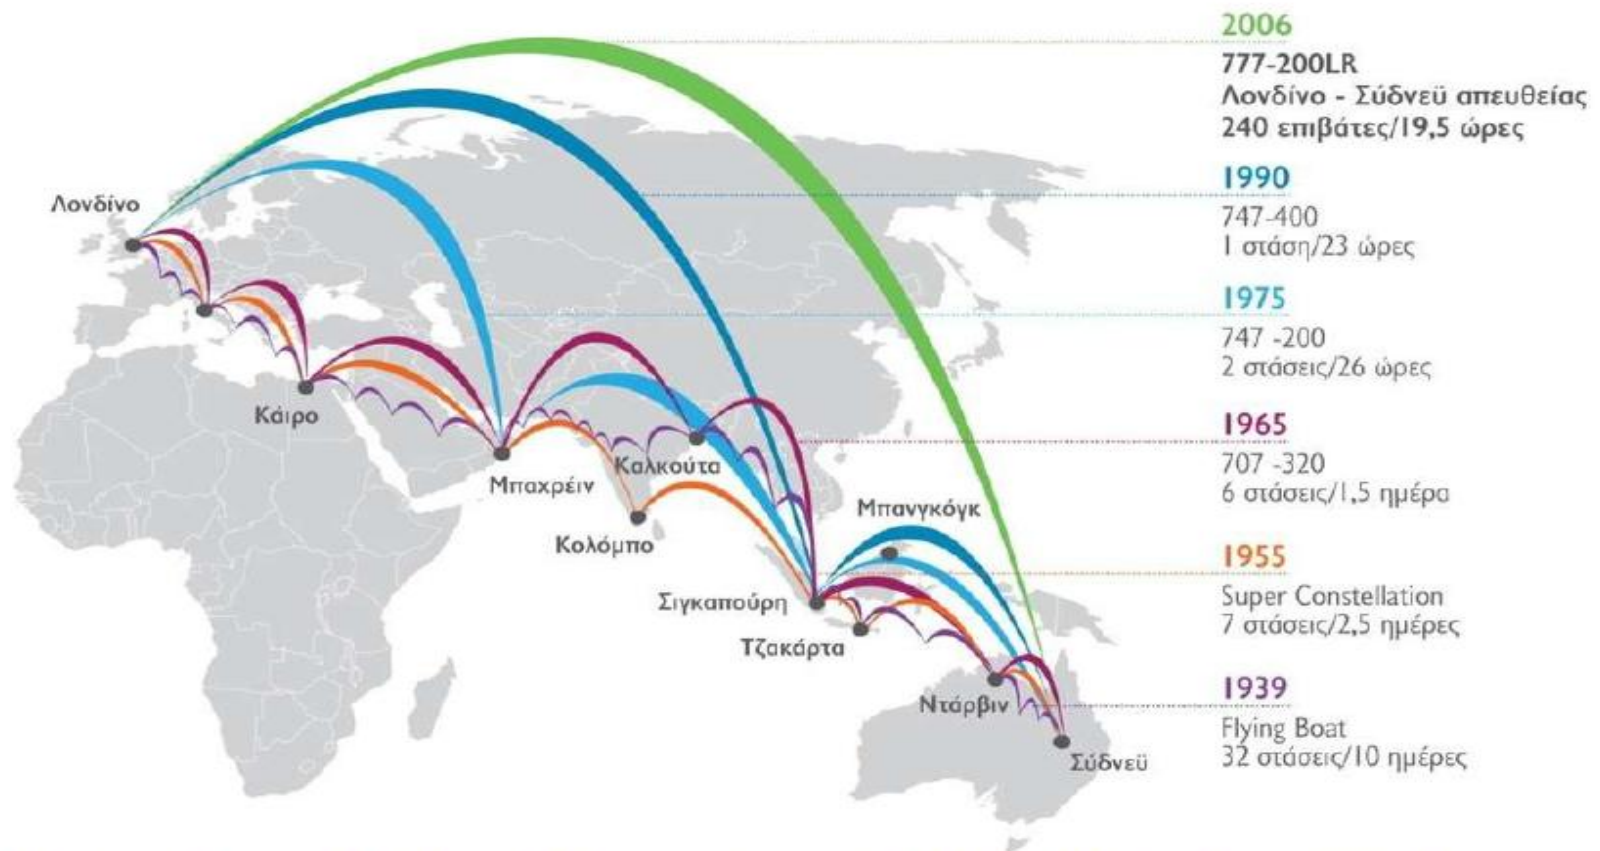 2006
777-200LR
Λονδίνο - Σύδνεϋ απευθείας
240 επιβάτες/19,5 ώρες
1990
747-400
1 στάση/23 ώρες
1975
747 -200
2 στάσεις/26 ώρες
1965
707 -320
6 στάσεις/1,5 ημέρα
1955
Super Constellation
7 στάσεις/2,5 ημέρες
1939
Flying Boat
32 στάσεις/10 ημέρες
Λονδίνο
Κάιρο
Μπαχρέιν
Καλκούτα
Κολόμπο
Μπανγκόγκ
Σιγκαπούρη
Τζακάρτα
Ντάρβιν
Σύδνεϋ